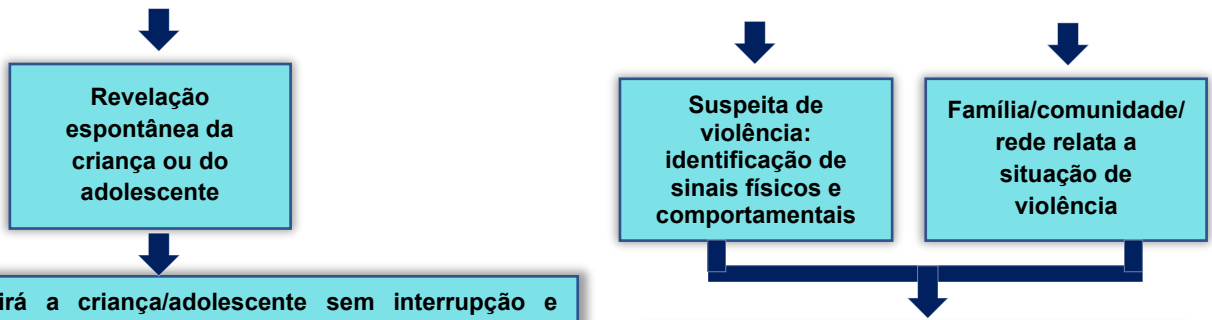 Revelação
espontânea da
criança ou do
adolescente
Suspeita de
violência:
identificação de
sinais físicos e
comportamentais
Família/comunidade/
rede relata a
situação de
violência
a criança/adolescente sem interrupção e